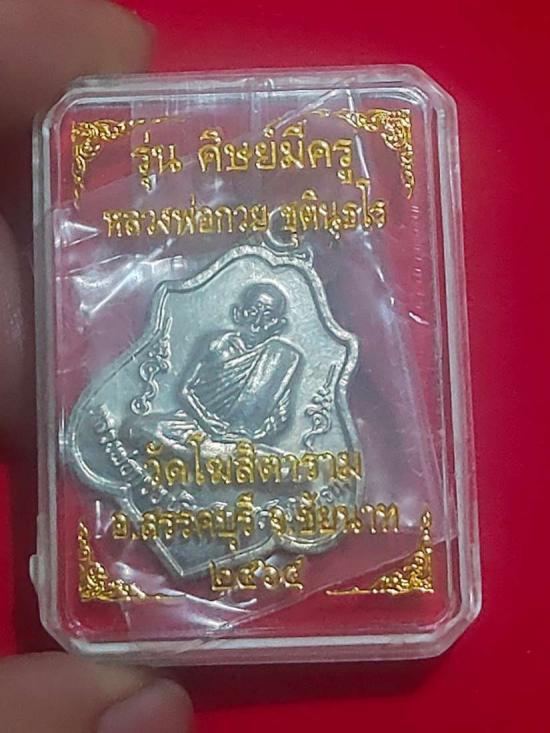 รุ่น ศิษย์มีครู
หลวงพ่อกวย ชุตินฺธโร
วัดโฆสิตาราม
อ.สรรคบุรี จ.ชัยนาท
๒๕๖๔